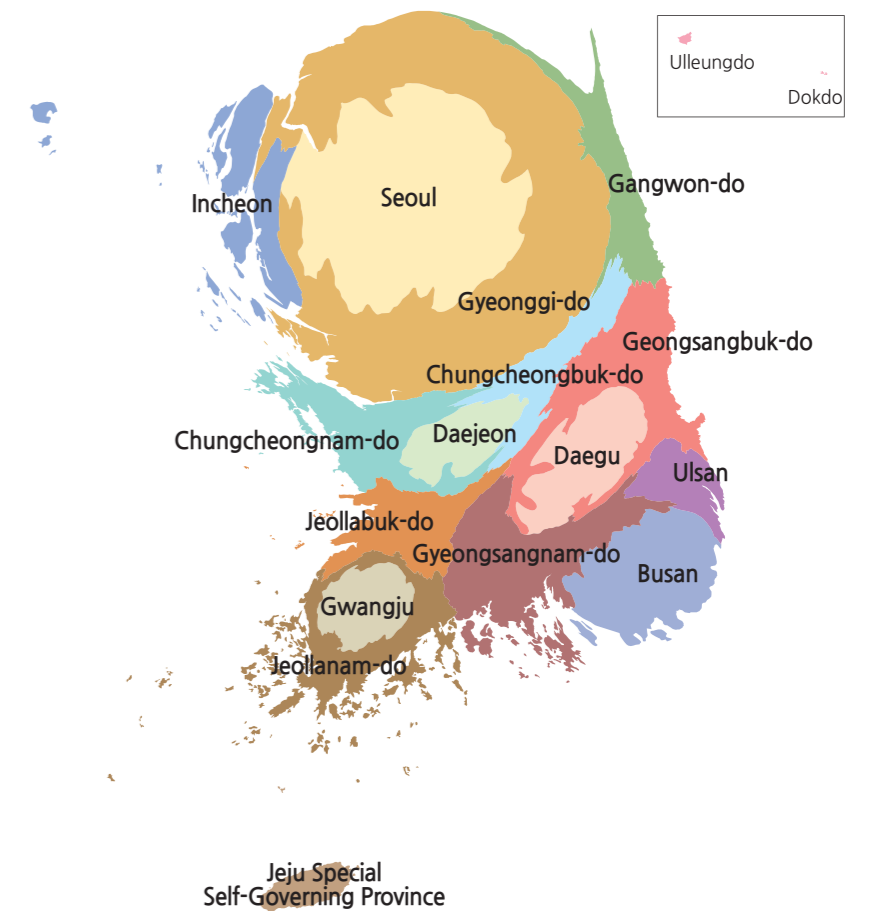 Ulleungdo
Dokdo
Gangwon-do
Incheon
Seoul
Gyeonggi-do
Geongsangbuk-do
Chungcheongbuk-do
Chungcheongnam-do
Daejeon
Daegu
Ulsan
Jeollabuk-do
Gyeongsangnam-do
Busan
Gwangju
Jeollanam-do
Jeju Special
Self-Governing Province